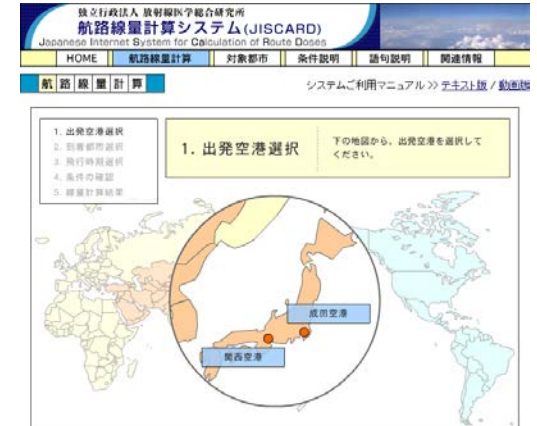 独立行政法人 放射線医学総合研究所
航路線量計算システム(JISCARD)
Japanese Internet System for Calculation of Route Doses
HOME 航路線量計算 対象都市 条件説明 語句説明 関連情報
航路線量計算
システムご利用マニュアル>> テキスト版 / 動画版
1. 出発空港選択
2. 到着都市選択
3. 飛行時期選択
4. 条件の確認
5. 線量計算結果
1. 出発空港選択
下の地図から、出発空港を選択して
ください。
成田空港
関西空港